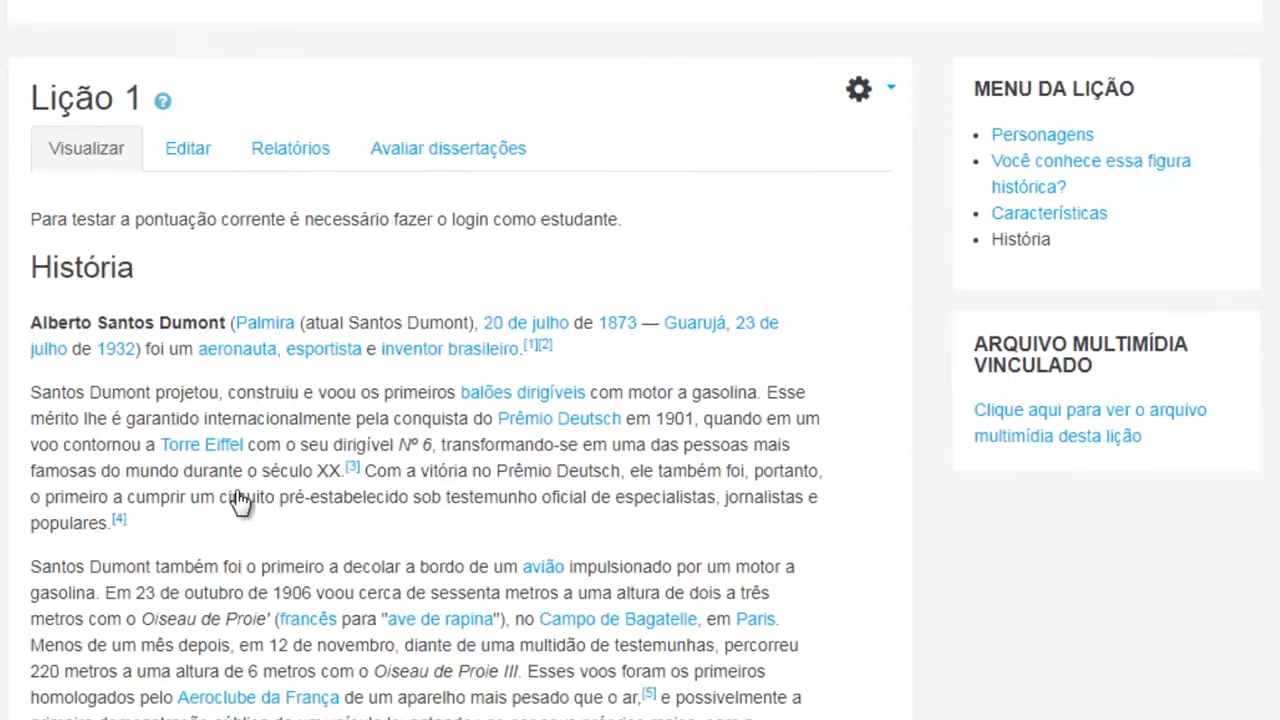 Lição 1
Visualizar Editar Relatórios Avaliar dissertações
Para testar a pontuação corrente é necessário fazer o login como estudante.
História
Alberto Santos Dumont (Palmira (atual Santos Dumont), 20 de julho de 1873 — Guarujá, 23 de
julho de 1932) foi um aeronauta, esportista e inventor brasileiro.[1][2]
Santos Dumont projetou, construiu e voou os primeiros balões dirigíveis com motor a gasolina. Esse
mérito lhe é garantido internacionalmente pela conquista do Prêmio Deutsch em 1901, quando em um
voo contornou a Torre Eiffel com o seu dirigível Nº 6, transformando-se em uma das pessoas mais
famosas do mundo durante o século XX.[3] Com a vitória no Prêmio Deutsch, ele também foi, portanto,
o primeiro a cumprir um circuito pré-estabelecido sob testemunho oficial de especialistas, jornalistas e
populares.[4]
Santos Dumont também foi o primeiro a decolar a bordo de um avião impulsionado por um motor a
gasolina. Em 23 de outubro de 1906 voou cerca de sessenta metros a uma altura de dois a três
metros com o Oiseau de Proie' (francês para "ave de rapina"), no Campo de Bagatelle, em Paris.
Menos de um mês depois, em 12 de novembro, diante de uma multidão de testemunhas, percorreu
220 metros a uma altura de 6 metros com o Oiseau de Proie III. Esses voos foram os primeiros
homologados pelo Aeroclube da França de um aparelho mais pesado que o ar,[5] e possivelmente a
MENU DA LIÇÃO
Personagens
Você conhece essa figura
histórica?
Características
História
ARQUIVO MULTIMÍDIA
VINCULADO
Clique aqui para ver o arquivo
multimídia desta lição